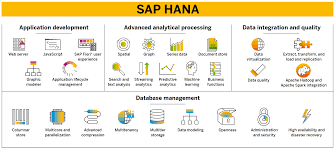 SAP HANA
Application development
Advanced analytical processing
Data integration and quality
Web server
JavaScript
SAP Fiori® user
experience
Graphic
modeler
Application lifecycle
management
Spatial
Graph
Series data
Document store
Search and
text analysis
Streaming
analytics
Predictive
analytics
Machine
learning
Business
functions
Data
virtualization
Extract, transform, and
load and replication
Data quality
Apache Hadoop and
Apache Spark integration
Database management
Columnar
store
Multicore and
parallelization
Advanced
compression
Multitenancy
Multitier
storage
Data modeling
Openness
Administration and
security
High availability and
disaster recovery